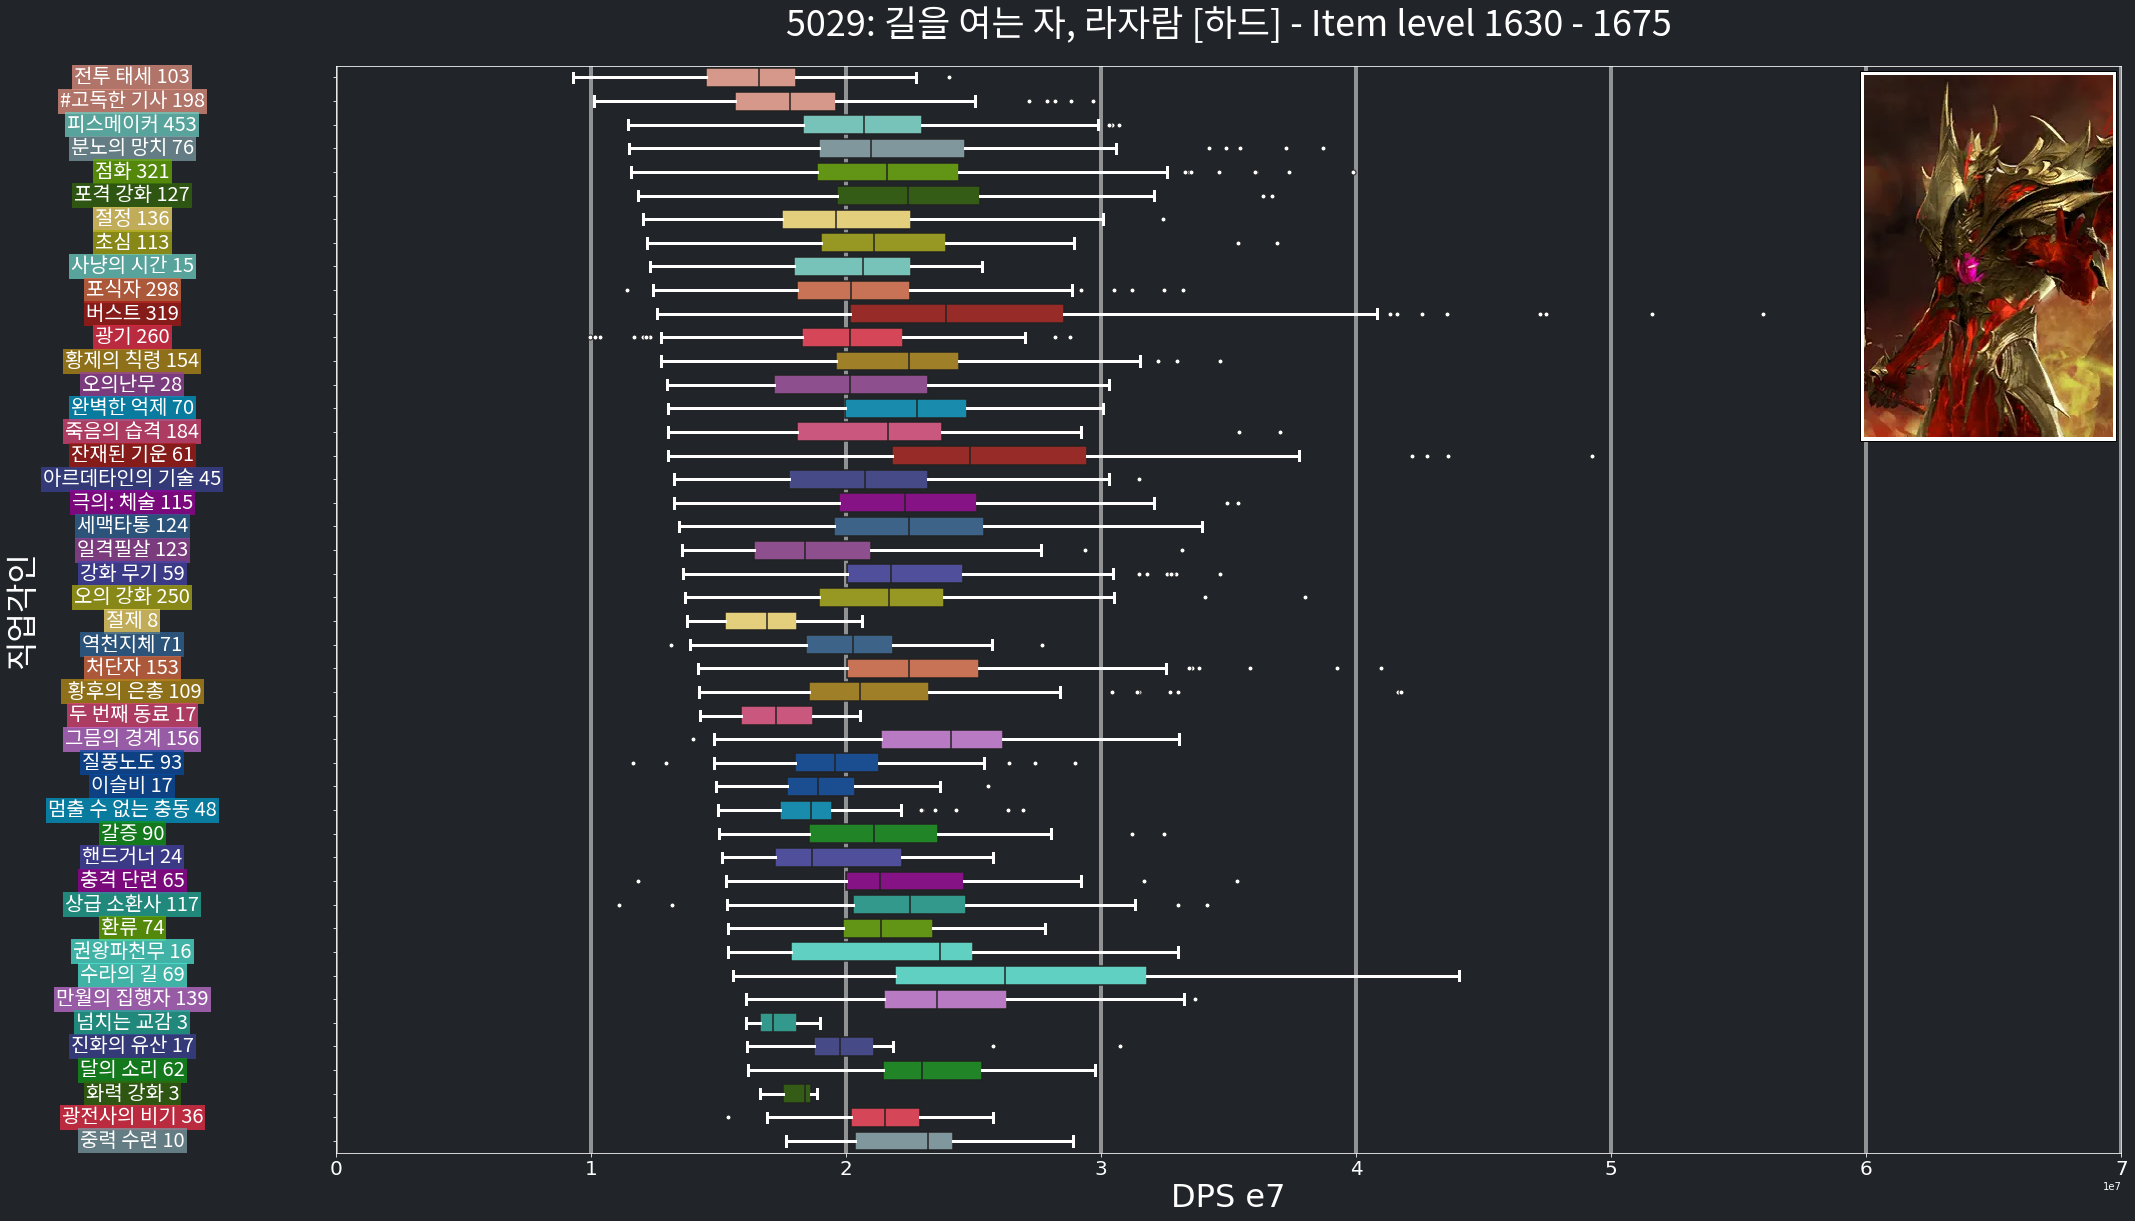 5029: 길을 여는 자, 라자람 [하드] - Item level 1630 - 1675
직업각인
전투 태세 103
#고독한 기사 198
피스메이커 453
분노의 망치 76
점화 321
포격 강화 127
절정 136
초심 113
사냥의 시간 15
포식자 298
버스트 319
광기 260
황제의 칙령 154
오의난무 28
완벽한 억제 70
죽음의 습격 184
잔재된 기운 61
아르데타인의 기술 45
극의: 체술 115
세맥타통 124
일격필살 123
강화 무기 59
오의 강화 250
절제 8
역천지체 71
처단자 153
황후의 은총 109
두 번째 동료 17
그믐의 경계 156
질풍노도 93
이슬비 17
멈출 수 없는 충동 48
갈증 90
핸드거너 24
충격 단련 65
상급 소환사 117
환류 74
권왕파천무 16
수라의 길 69
만월의 집행자 139
넘치는 교감 3
진화의 유산 17
달의 소리 62
화력 강화 3
광전사의 비기 36
중력 수련 10
0 1 2 3 4 5 6 7
1e7
DPS e7